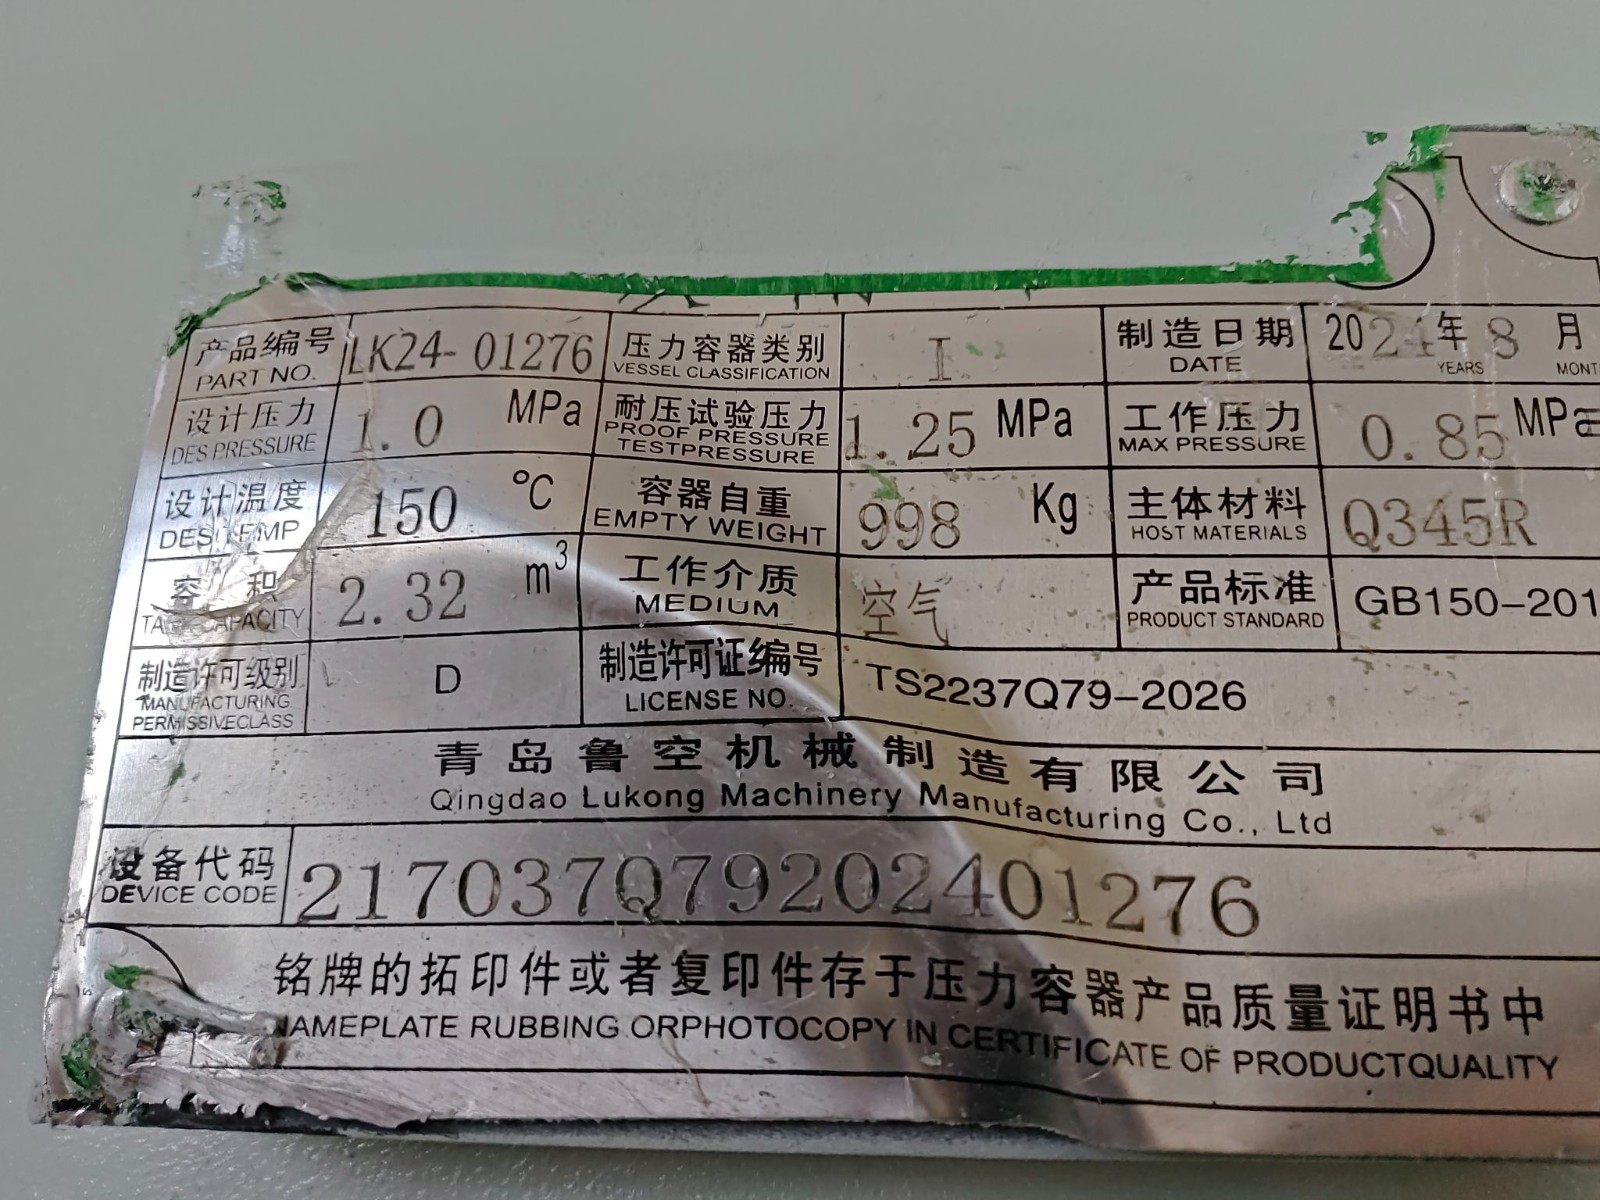 产品编号 LK24-01276 压力容器类别 I 制造日期 2024年 8 月
PART NO. VESSEL CLASSIFICATION DATE YEARS MONT
设计压力 1.0 MPa 耐压试验压力 1.25 MPa 工作压力 0.85 MPa
DES PRESSURE PROOF PRESSURE MAX PRESSURE
TESTPRESSURE
设计温度 150 ℃ 容器自重 998 Kg 主体材料 Q345R
EMPTY WEIGHT HOST MATERIALS
容 积 2.32 m³ 工作介质 空气 产品标准 GB150-201
CAPACITY MEDIUM PRODUCT STANDARD
制造许可级别 D 制造许可证编号 TS2237Q79-2026
MANUFACTURING LICENSE NO.
PERMISSIVECLASS
青岛鲁空机械制造有限公司
Qingdao Lukong Machinery Manufacturing Co., Ltd
设备代码 217037Q79202401276
DEVICE CODE
铭牌的拓印件或者复印件存于压力容器产品质量证明书中
NAMEPLATE RUBBING ORPHOTOCOPY IN CERTIFICATE OF PRODUCTQUALITY